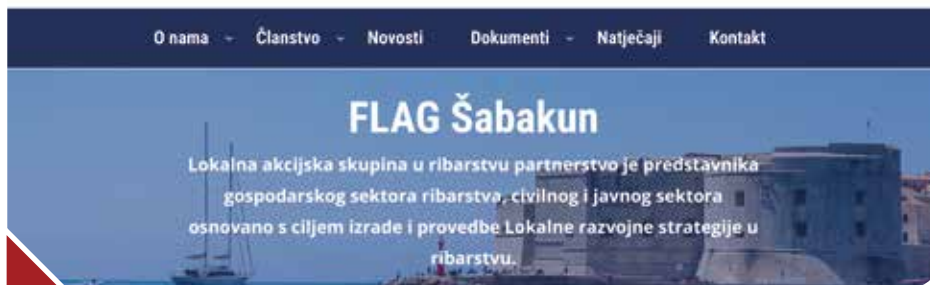 O nama Članstvo Novosti Dokumenti Natječaji Kontakt
FLAG Šabakun
Lokalna akcijska skupina u ribarstvu partnerstvo je predstavnika
gospodarskog sektora ribarstva, civilnog i javnog sektora
osnovano s ciljem izrade i provedbe Lokalne razvojne strategije u
ribarstvu.